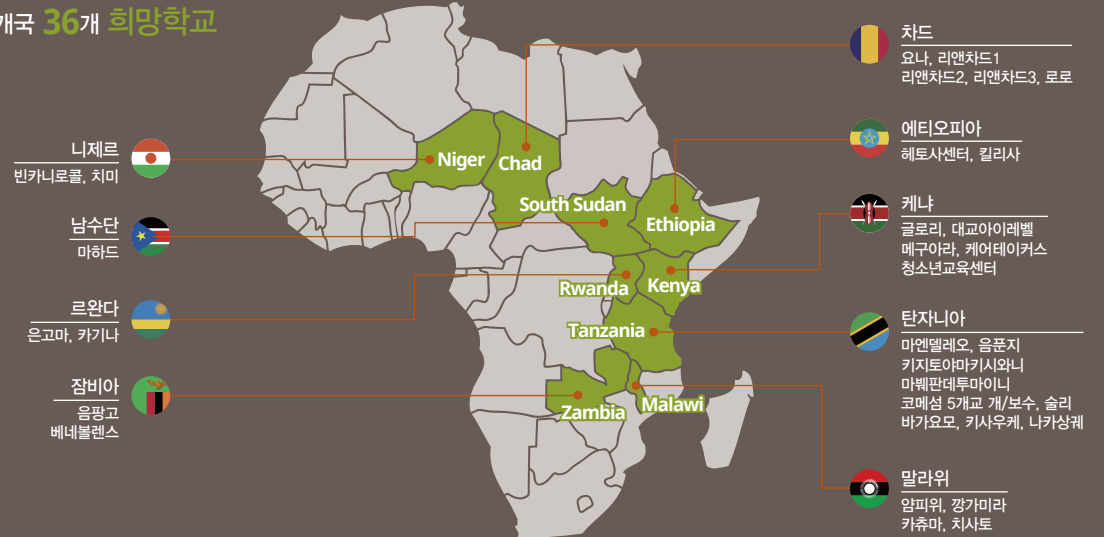 개국 36개 희망학교
니제르
빈카니로콜, 치미
남수단
마하드
르완다
은고마, 카기나
잠비아
음팡고
베네볼렌스
Niger
Chad
South Sudan
Ethiopia
Rwanda
Kenya
Tanzania
Zambia
Malawi
차드
요나, 리앤차드1
리앤차드2, 리앤차드3, 로로
에티오피아
헤토사센터, 킬리사
케냐
글로리, 대교아이레벨
메구아라, 케어테이커스
청소년교육센터
탄자니아
마엔델레오, 음푼지
키지토야마키시와니
마붸판데투마이니
코메섬 5개교 개/보수, 술리
바가요모, 키사우케, 나카상궤
말라위
얌피위, 깡가미라
카츄마, 치사토